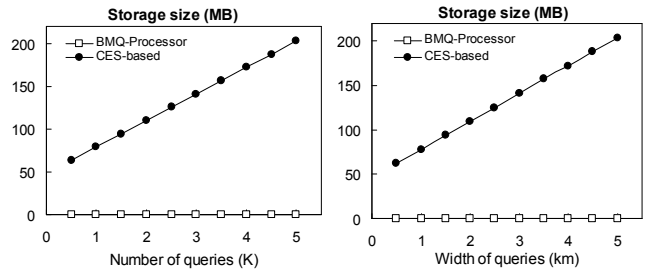 Storage size (MB)
200
150
100
50
0
BMQ-Processor
CES-based
0 1 2 3 4 5
Number of queries (K)
Storage size (MB)
200
150
100
50
0
BMQ-Processor
CES-based
0 1 2 3 4 5
Width of queries (km)